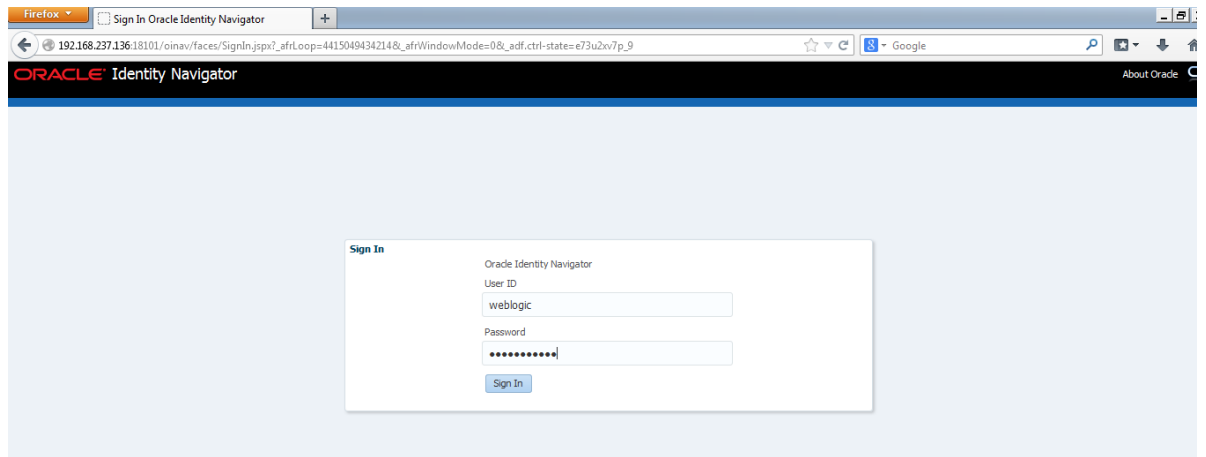 Firefox
Sign In Oracle Identity Navigator
+
192.168.237.136:18101/oinav/faces/SignIn.jspx?_afrLoop=4415049434214&_afrWindowMode=0&_adf.ctrl-state=e73u2xv7p_9
8 Google
ORACLE Identity Navigator
About Oracle
Sign In
Oracle Identity Navigator
User ID
weblogic
Password
•••••••••••
Sign In